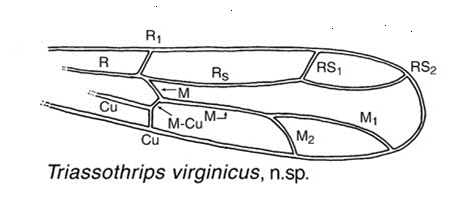 R1
R
Rs
RS1
RS2
M
Cu
M-Cu
M
M1
M2
Cu
Triassothrips virginicus, n.sp.